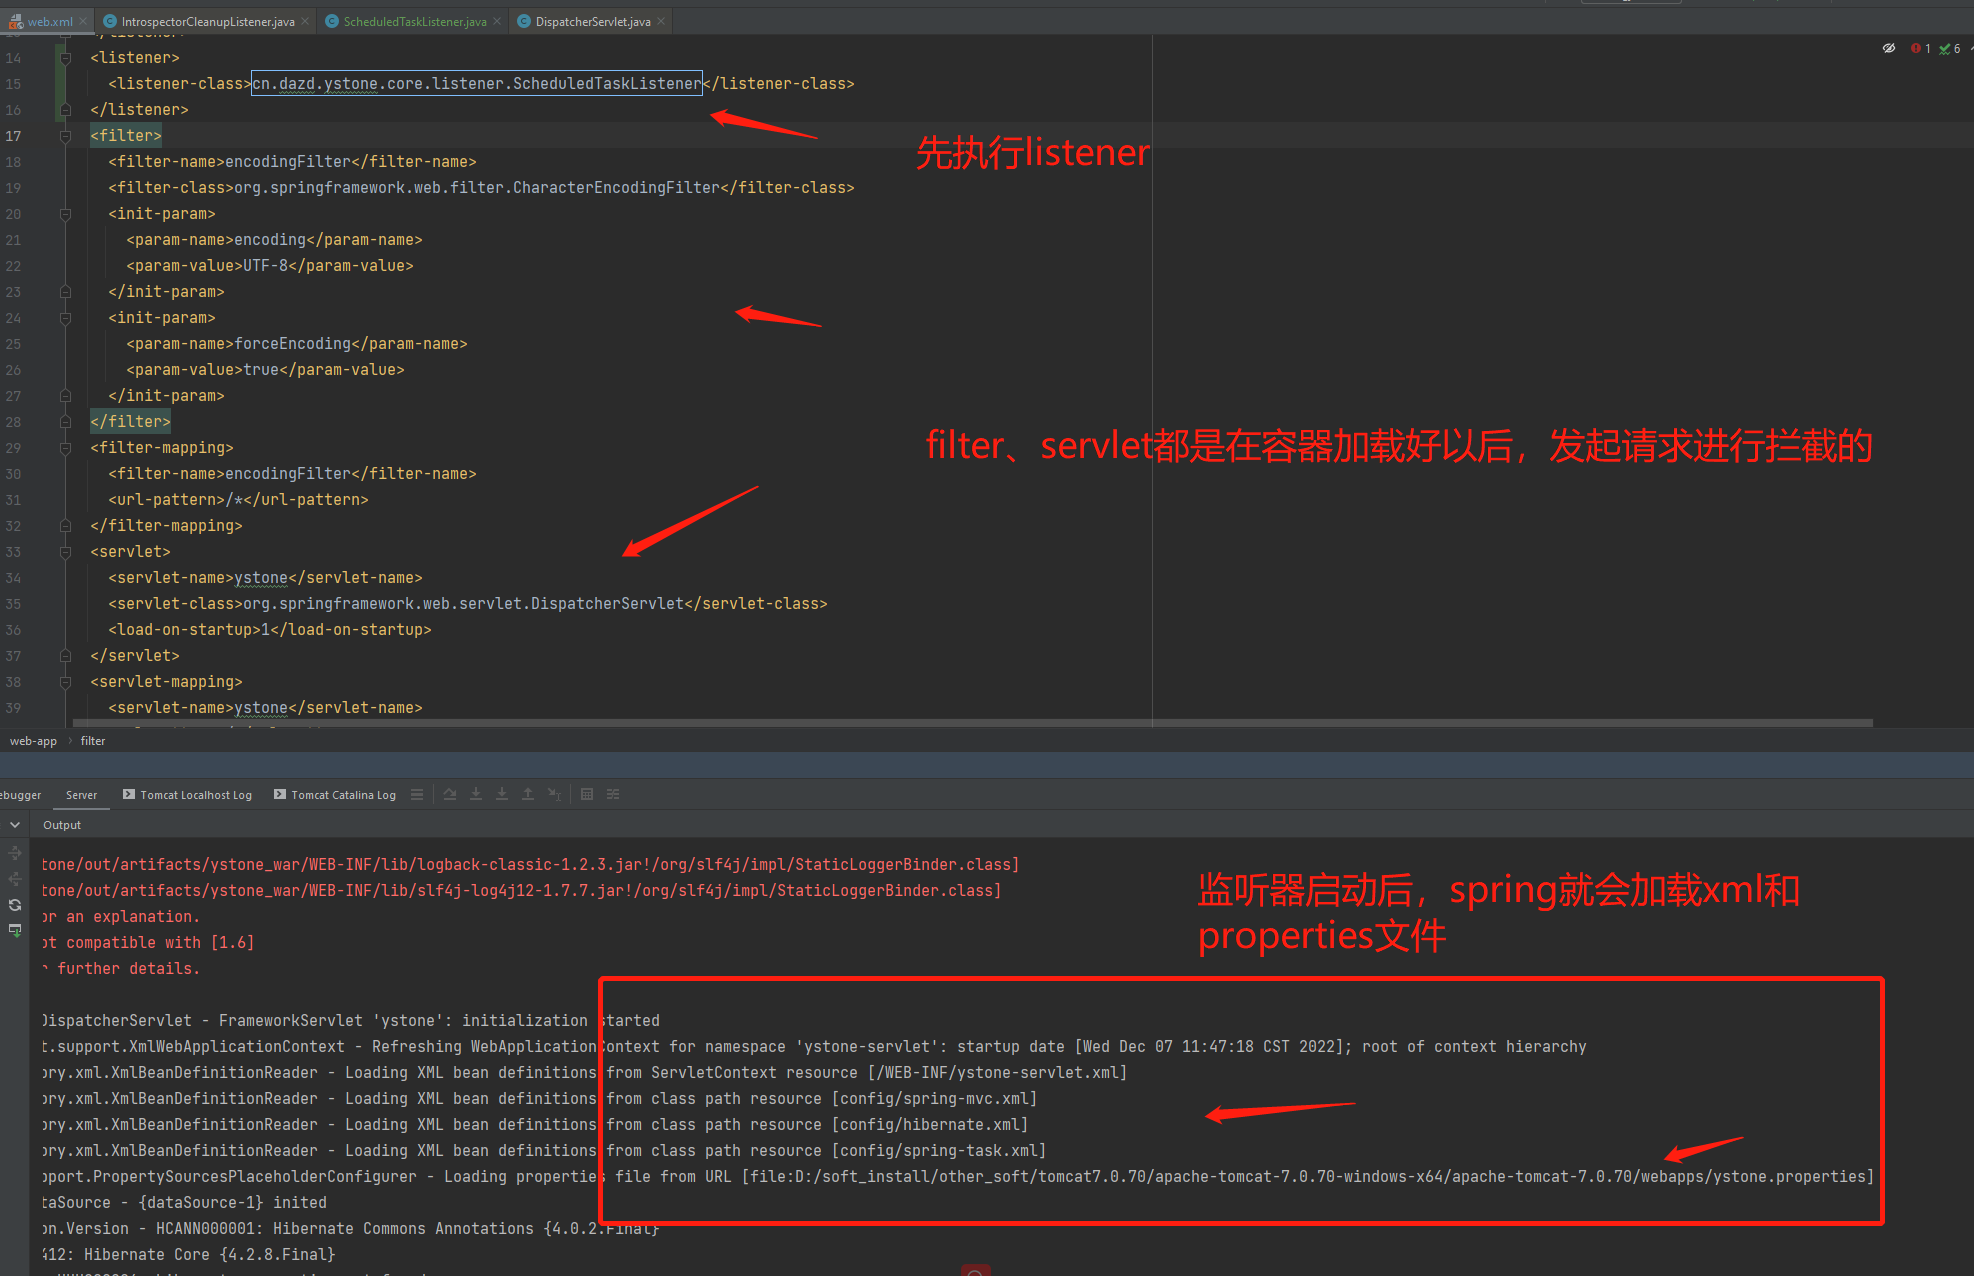 web.xml IntrospectorCleanupListener.java ScheduledTaskListener.java DispatcherServlet.java
1 6
14 <listener>
15 <listener-class>cn.dazd.ystone.core.listener.ScheduledTaskListener</listener-class>
16 </listener>
17 <filter>
先执行listener
18 <filter-name>encodingFilter</filter-name>
19 <filter-class>org.springframework.web.filter.CharacterEncodingFilter</filter-class>
20 <init-param>
21 <param-name>encoding</param-name>
22 <param-value>UTF-8</param-value>
23 </init-param>
24 <init-param>
25 <param-name>forceEncoding</param-name>
26 <param-value>true</param-value>
27 </init-param>
28 </filter>
filter、servlet都是在容器加载好以后，发起请求进行拦截的
29 <filter-mapping>
30 <filter-name>encodingFilter</filter-name>
31 <url-pattern>/*</url-pattern>
32 </filter-mapping>
33 <servlet>
34 <servlet-name>ystone</servlet-name>
35 <servlet-class>org.springframework.web.servlet.DispatcherServlet</servlet-class>
36 <load-on-startup>1</load-on-startup>
37 </servlet>
38 <servlet-mapping>
39 <servlet-name>ystone</servlet-name>
web-app filter
ebugger Server Tomcat Localhost Log Tomcat Catalina Log
Output
tone/out/artifacts/ystone_war/WEB-INF/lib/logback-classic-1.2.3.jar!/org/slf4j/impl/StaticLoggerBinder.class]
tone/out/artifacts/ystone_war/WEB-INF/lib/slf4j-log4j12-1.7.7.jar!/org/slf4j/impl/StaticLoggerBinder.class]
or an explanation.
ot compatible with [1.6]
r further details.
监听器启动后，spring就会加载xml和
properties文件
DispatcherServlet - FrameworkServlet 'ystone': initialization started
t.support.XmlWebApplicationContext - Refreshing WebApplicationContext for namespace 'ystone-servlet': startup date [Wed Dec 07 11:47:18 CST 2022]; root of context hierarchy
ory.xml.XmlBeanDefinitionReader - Loading XML bean definitions from ServletContext resource [/WEB-INF/ystone-servlet.xml]
ory.xml.XmlBeanDefinitionReader - Loading XML bean definitions from class path resource [config/spring-mvc.xml]
ory.xml.XmlBeanDefinitionReader - Loading XML bean definitions from class path resource [config/hibernate.xml]
ory.xml.XmlBeanDefinitionReader - Loading XML bean definitions from class path resource [config/spring-task.xml]
pport.PropertySourcesPlaceholderConfigurer - Loading properties file from URL [file:D:/soft_install/other_soft/tomcat7.0.70/apache-tomcat-7.0.70-windows-x64/apache-tomcat-7.0.70/webapps/ystone.properties]
taSource - {dataSource-1} inited
on.Version - HCANN000001: Hibernate Commons Annotations {4.0.2.Final}
412: Hibernate Core {4.2.8.Final}